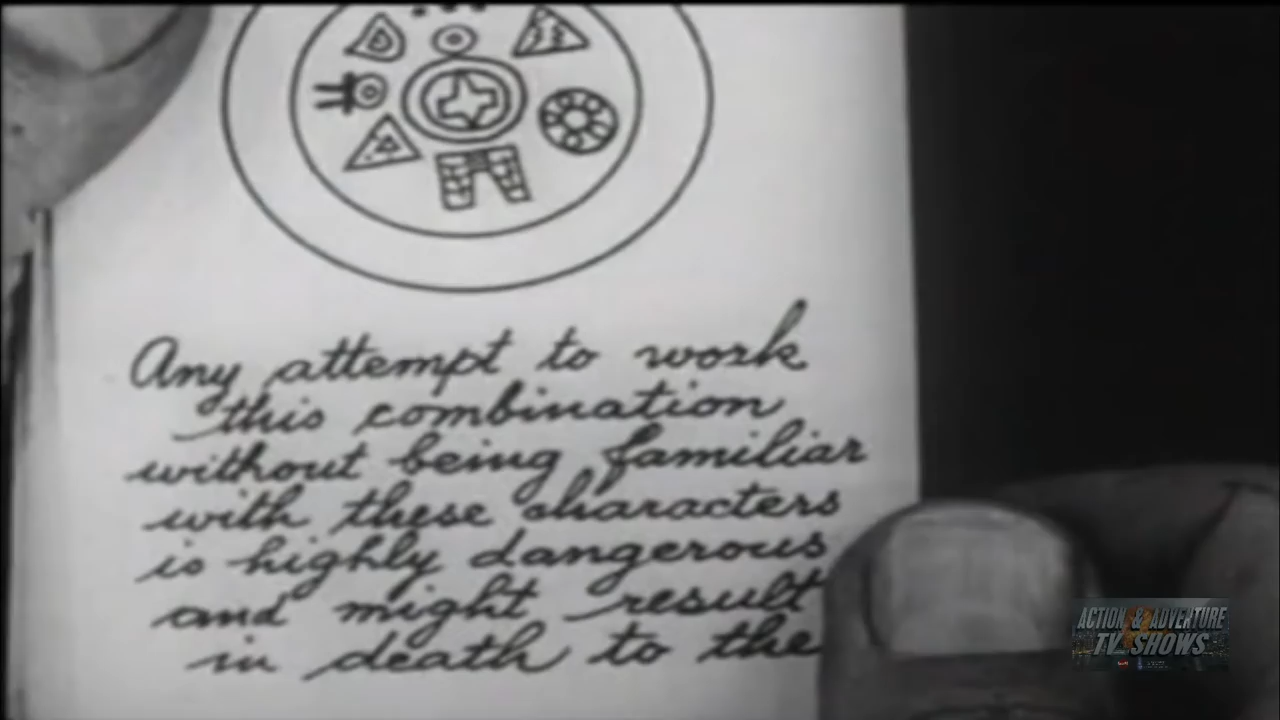 Any attempt to work
this combination
without being familiar
with these characters
is highly dangerous
and might result
in death to the
ACTION & ADVENTURE
TV SHOWS